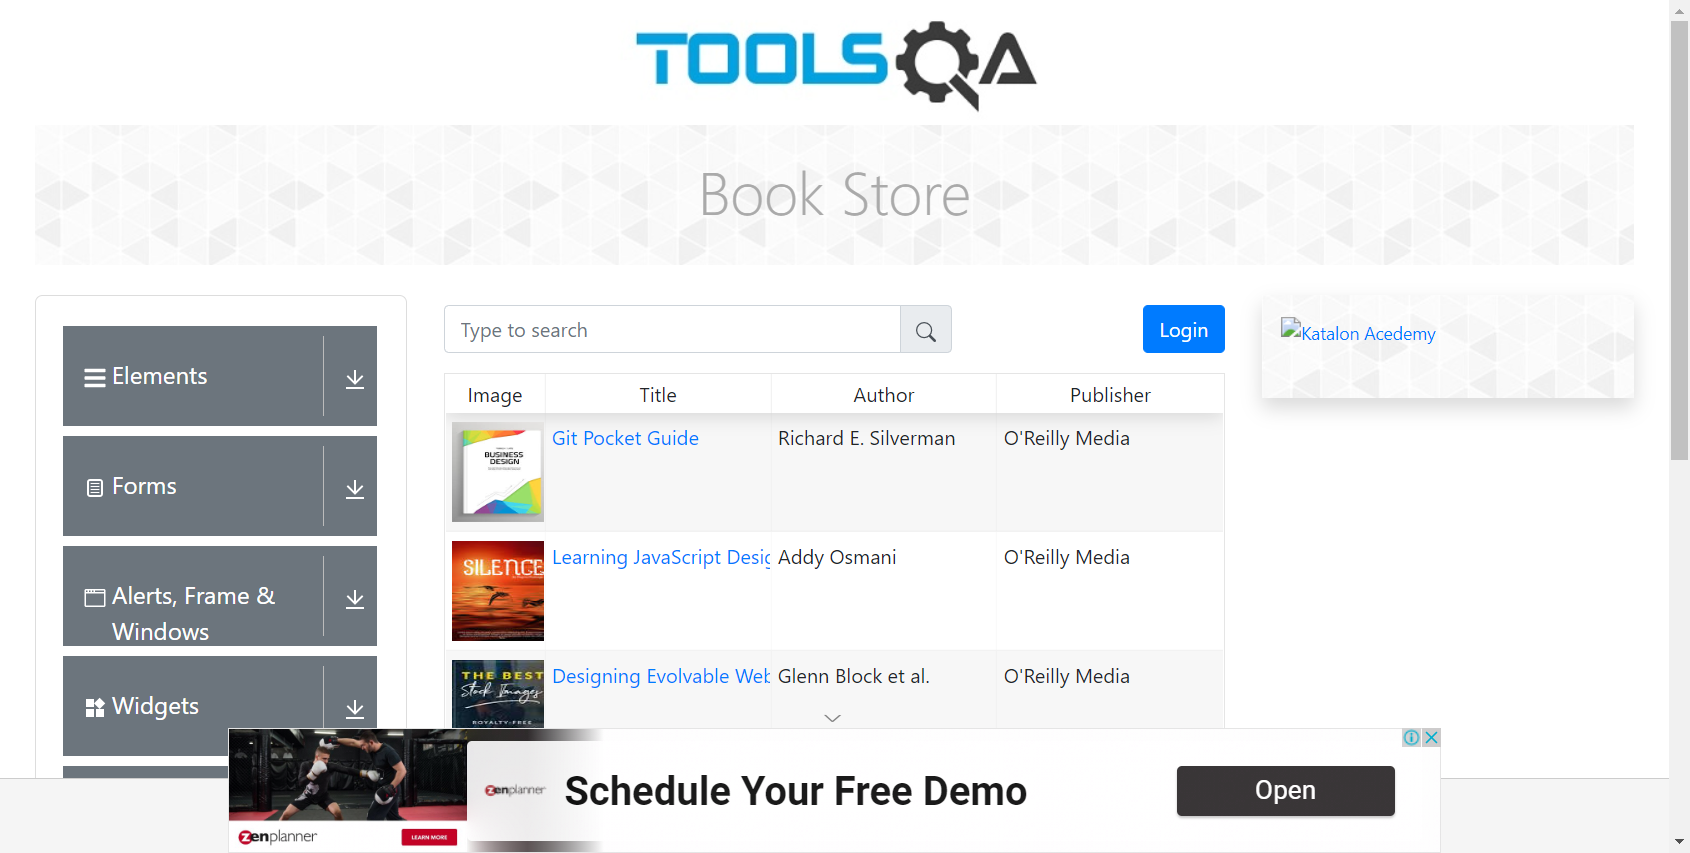 TOOLSQA
Book Store
Elements
Forms
Alerts, Frame &
Windows
Widgets
Type to search
Login
Image Title Author Publisher
BUSINESS
DESIGN
Git Pocket Guide Richard E. Silverman O'Reilly Media
SILENCE
Learning JavaScript Desig Addy Osmani O'Reilly Media
THE BEST
Stock Images
ROYALTY-FREE
Designing Evolvable Web Glenn Block et al. O'Reilly Media
Katalon Acedemy
zenplanner
LEARN MORE
zenplanner
Schedule Your Free Demo
Open